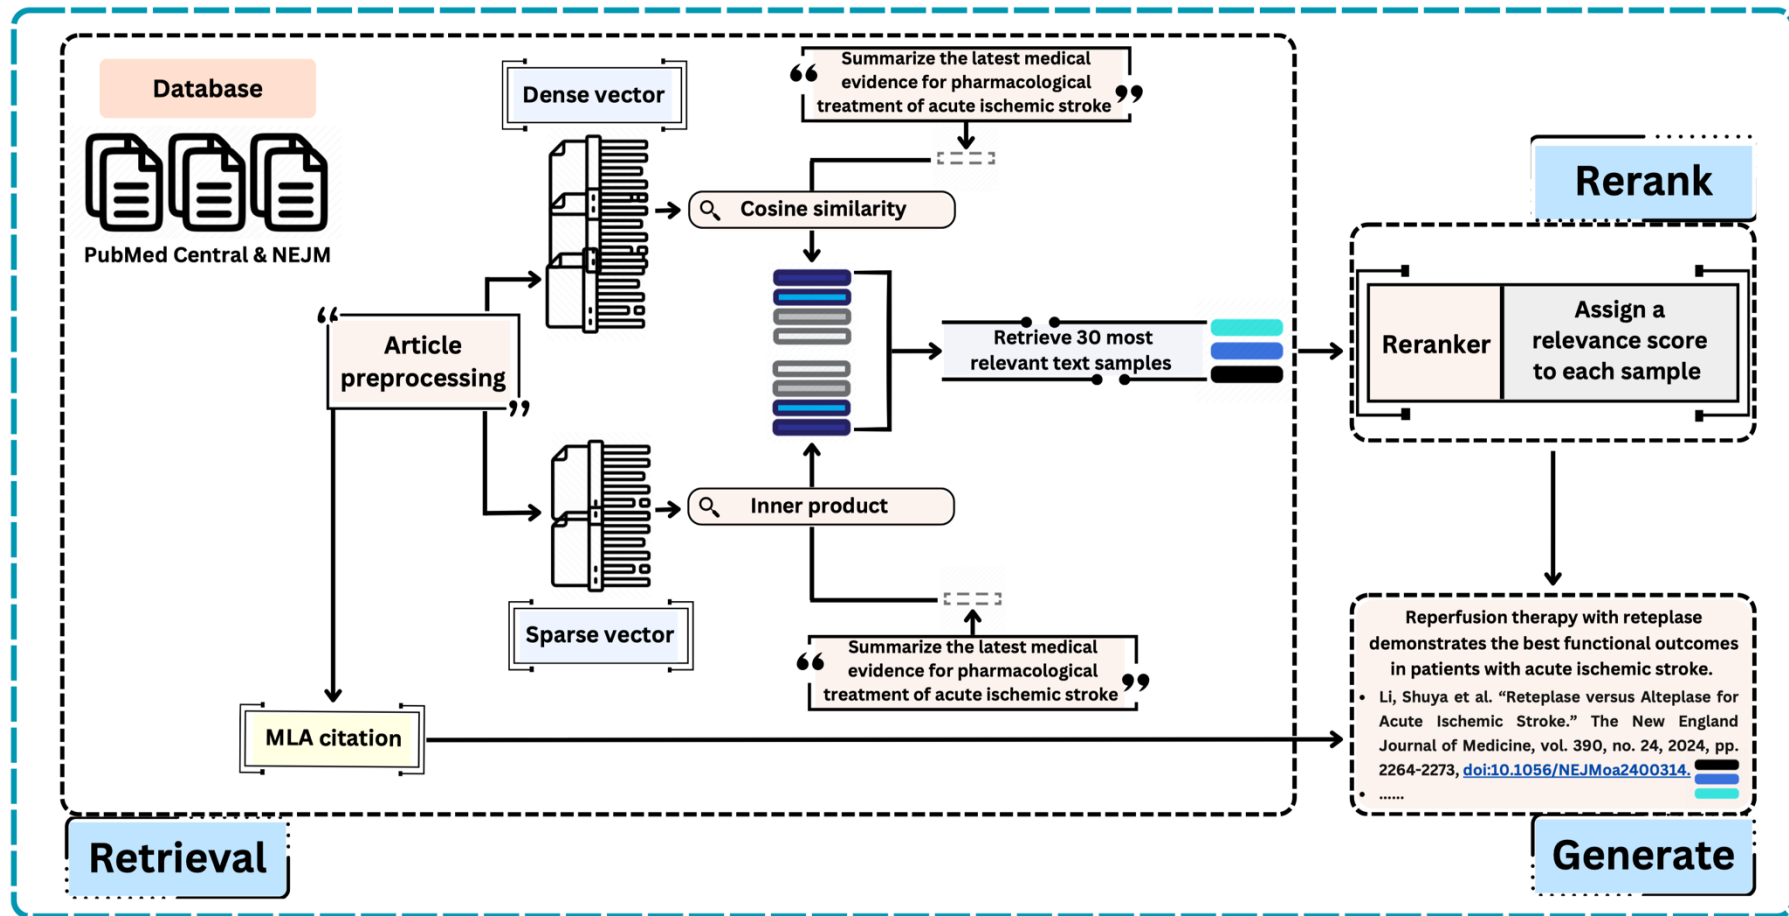 Database
PubMed Central & NEJM
Article
preprocessing
Dense vector
Sparse vector
MLA citation
“ Summarize the latest medical
evidence for pharmacological
treatment of acute ischemic stroke ”
Cosine similarity
Inner product
“ Summarize the latest medical
evidence for pharmacological
treatment of acute ischemic stroke ”
Retrieve 30 most
relevant text samples
Retrieval
Rerank
Reranker
Assign a
relevance score
to each sample
Reperfusion therapy with reteplase
demonstrates the best functional outcomes
in patients with acute ischemic stroke.
• Li, Shuya et al. “Reteplase versus Alteplase for
Acute Ischemic Stroke.” The New England
Journal of Medicine, vol. 390, no. 24, 2024, pp.
2264-2273, doi:10.1056/NEJMoa2400314.
• ......
Generate